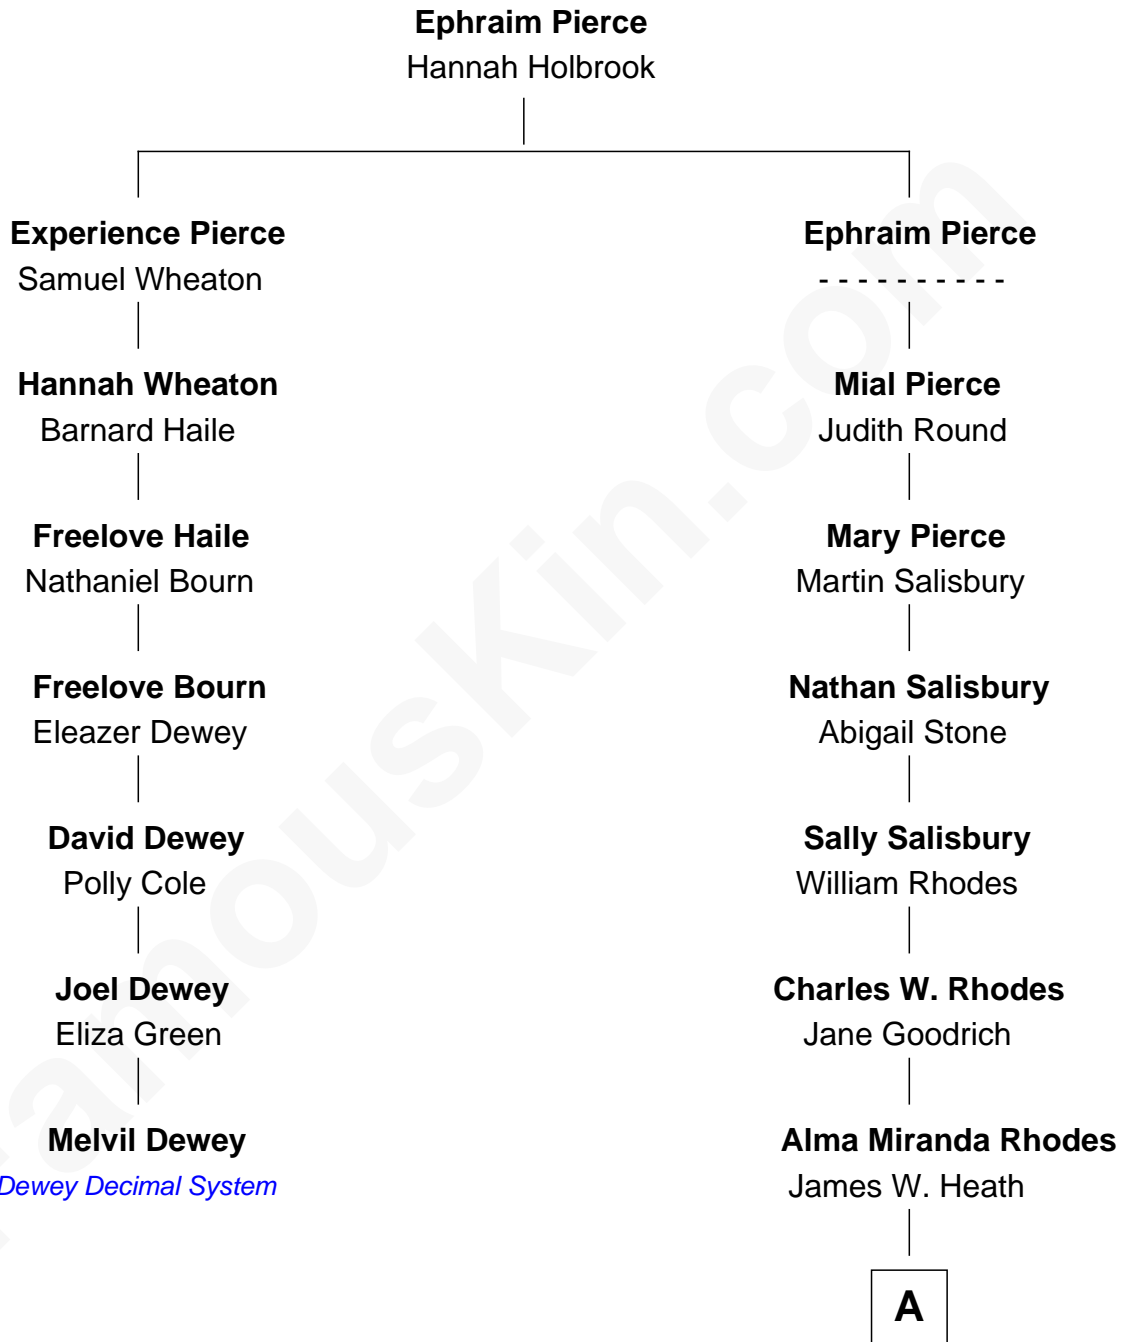 Ephraim Pierce
Hannah Holbrook
Experience Pierce
Samuel Wheaton
Ephraim Pierce
- - - - - - - - - -
Hannah Wheaton
Barnard Haile
Mial Pierce
Judith Round
Freelove Haile
Nathaniel Bourn
Mary Pierce
Martin Salisbury
Freelove Bourn
Eleazer Dewey
Nathan Salisbury
Abigail Stone
David Dewey
Polly Cole
Sally Salisbury
William Rhodes
Joel Dewey
Eliza Green
Charles W. Rhodes
Jane Goodrich
Melvil Dewey
Dewey Decimal System
Alma Miranda Rhodes
James W. Heath
A
FamousKin.com